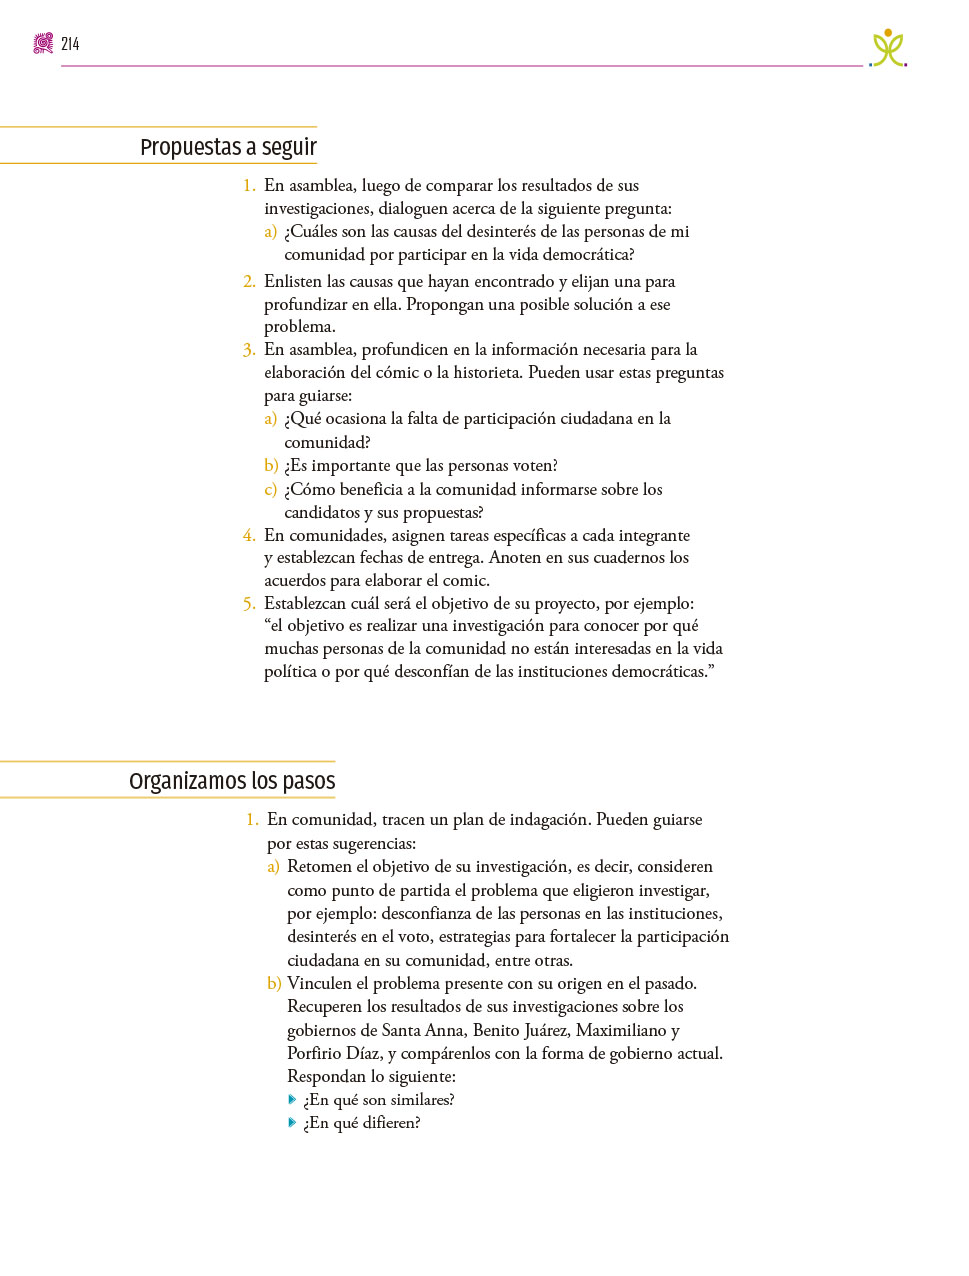 214
Propuestas a seguir
1. En asamblea, luego de comparar los resultados de sus
investigaciones, dialoguen acerca de la siguiente pregunta:
a) ¿Cuáles son las causas del desinterés de las personas de mi
comunidad por participar en la vida democrática?
2. Enlisten las causas que hayan encontrado y elijan una para
profundizar en ella. Propongan una posible solución a ese
problema.
3. En asamblea, profundicen en la información necesaria para la
elaboración del cómic o la historieta. Pueden usar estas preguntas
para guiarse:
a) ¿Qué ocasiona la falta de participación ciudadana en la
comunidad?
b) ¿Es importante que las personas voten?
c) ¿Cómo beneficia a la comunidad informarse sobre los
candidatos y sus propuestas?
4. En comunidades, asignen tareas específicas a cada integrante
y establezcan fechas de entrega. Anoten en sus cuadernos los
acuerdos para elaborar el comic.
5. Establezcan cuál será el objetivo de su proyecto, por ejemplo:
“el objetivo es realizar una investigación para conocer por qué
muchas personas de la comunidad no están interesadas en la vida
política o por qué desconfían de las instituciones democráticas.”
Organizamos los pasos
1. En comunidad, tracen un plan de indagación. Pueden guiarse
por estas sugerencias:
a) Retomen el objetivo de su investigación, es decir, consideren
como punto de partida el problema que eligieron investigar,
por ejemplo: desconfianza de las personas en las instituciones,
desinterés en el voto, estrategias para fortalecer la participación
ciudadana en su comunidad, entre otras.
b) Vinculen el problema presente con su origen en el pasado.
Recuperen los resultados de sus investigaciones sobre los
gobiernos de Santa Anna, Benito Juárez, Maximiliano y
Porfirio Díaz, y compárenlos con la forma de gobierno actual.
Respondan lo siguiente:
¿En qué son similares?
¿En qué difieren?